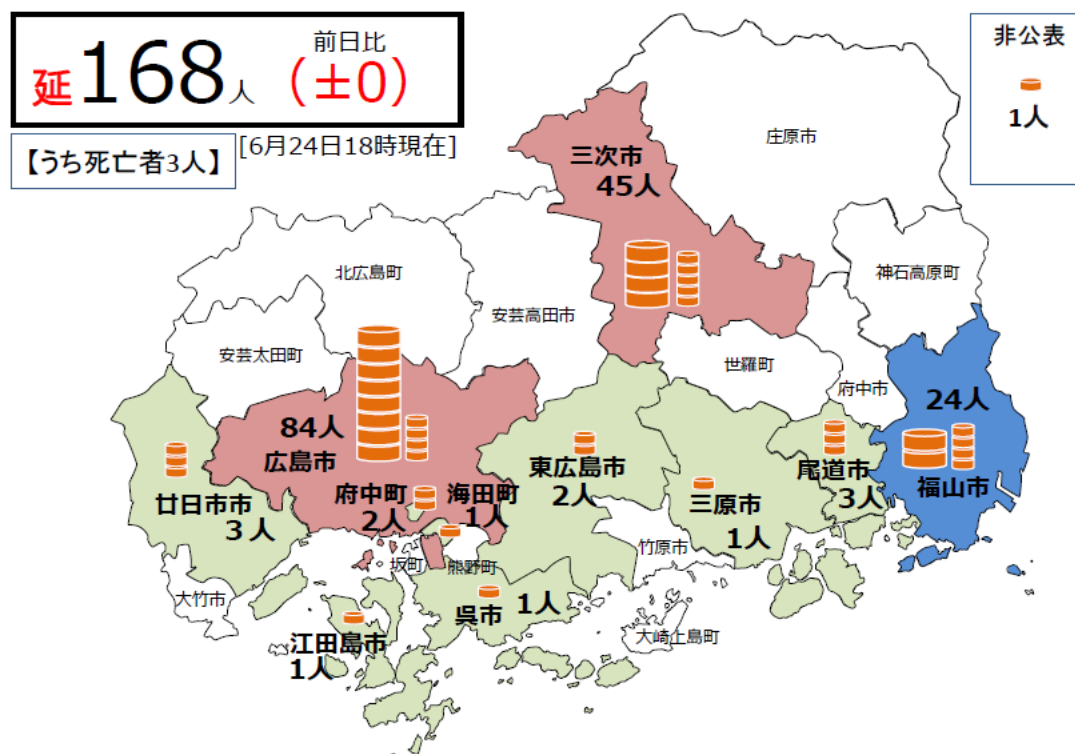 前日比
延168人 (±0)
【うち死亡者3人】
[6月24日18時現在]
非公表
1人
庄原市
三次市
45人
神石高原町
北広島町
安芸高田市
安芸太田町
世羅町
府中市
24人
福山市
84人
広島市
府中町
2人
海田町
1人
東広島市
2人
三原市
1人
尾道市
3人
廿日市市
3人
竹原市
坂町
熊野町
大竹市
呉市 1人
大崎上島町
江田島市
1人